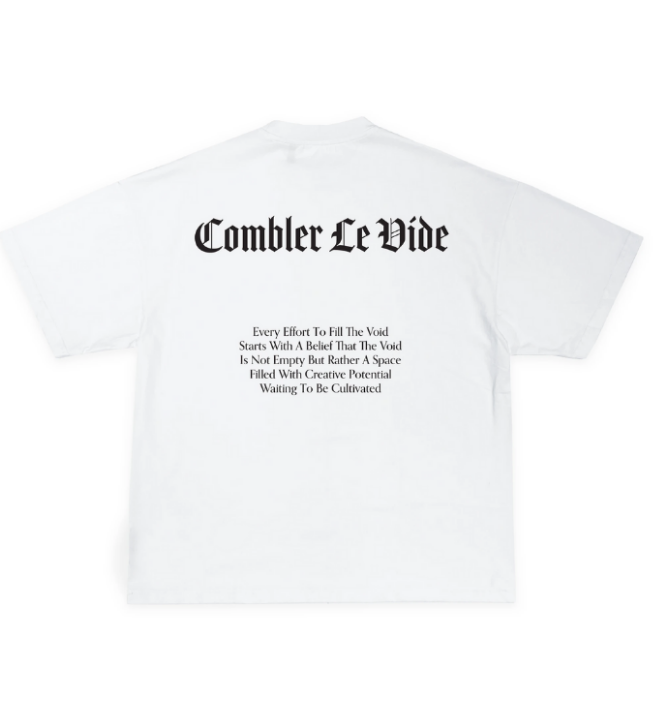 Combler Le Vide
Every Effort To Fill The Void
Starts With A Belief That The Void
Is Not Empty But Rather A Space
Filled With Creative Potential
Waiting To Be Cultivated